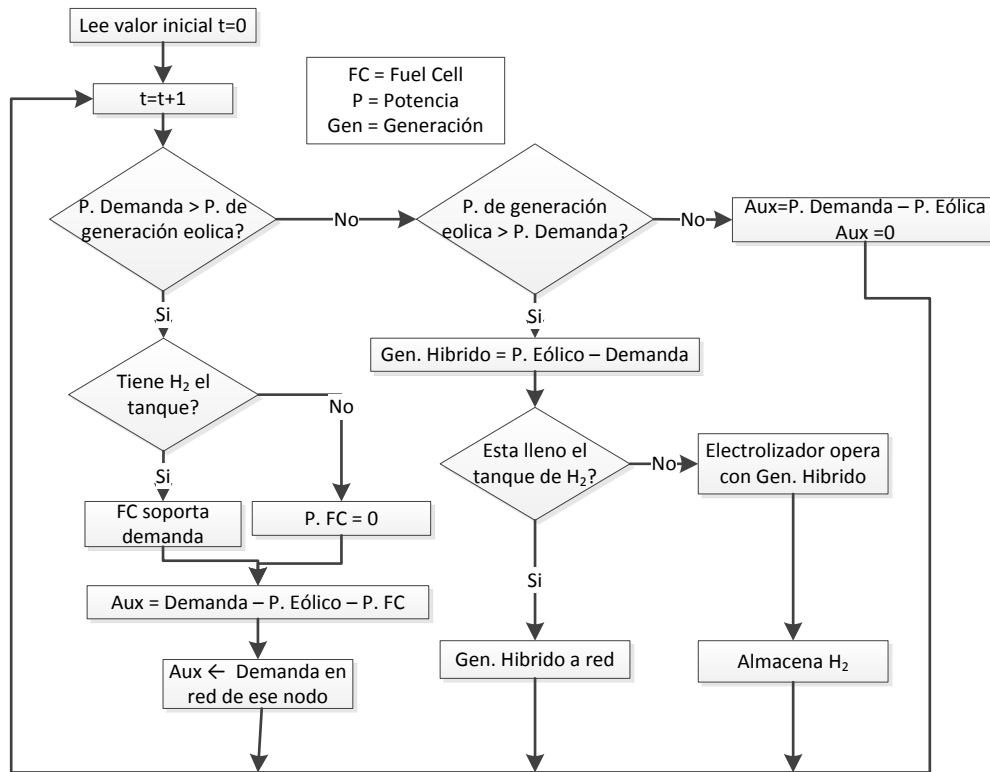 Lee valor inicial t=0
t=t+1
FC = Fuel Cell
P = Potencia
Gen = Generación
P. Demanda > P. de
generación eolica?
No
P. de generación
eolica > P. Demanda?
No
Aux=P. Demanda – P. Eólica
Aux =0
Si
Si
Gen. Hibrido = P. Eólico – Demanda
Tiene H₂ el
tanque?
No
Esta lleno el
tanque de H₂?
No
Electrolizador opera
con Gen. Hibrido
Si
FC soporta
demanda
P. FC = 0
Si
Aux = Demanda – P. Eólico – P. FC
Gen. Hibrido a red
Almacena H₂
Aux ← Demanda en
red de ese nodo